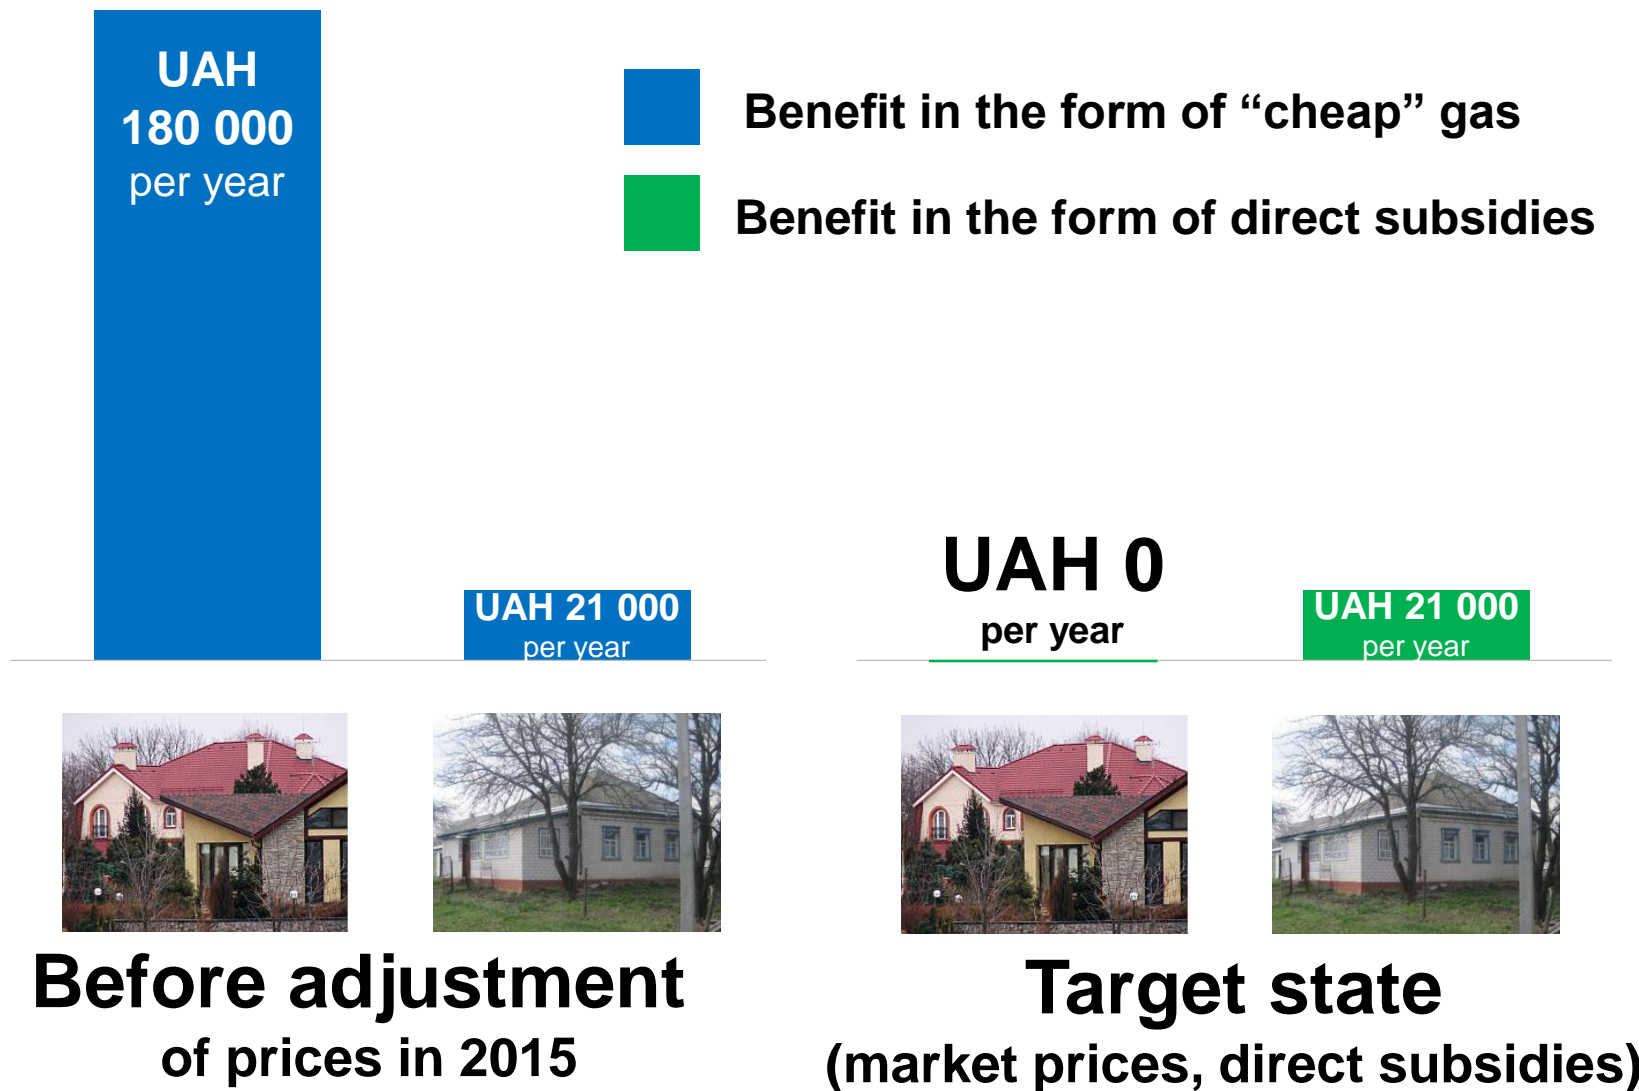 UAH
180 000
per year
Benefit in the form of “cheap” gas
Benefit in the form of direct subsidies
UAH 21 000
per year
UAH 0
per year
UAH 21 000
per year
Before adjustment
of prices in 2015
Target state
(market prices, direct subsidies)